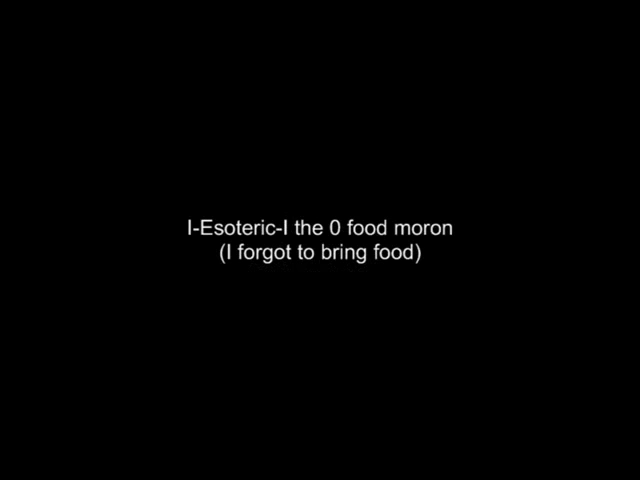 I-Esoteric-I the 0 food moron
(I forgot to bring food)